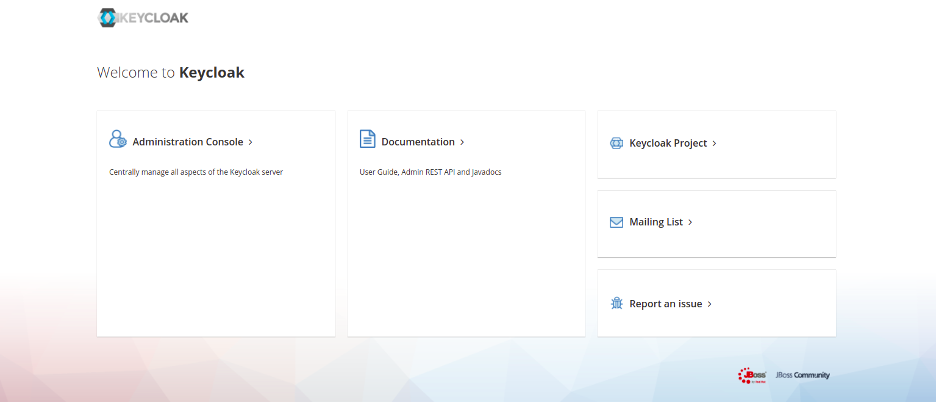 KEYCLOAK
Welcome to Keycloak
Administration Console
Centrally manage all aspects of the Keycloak server
Documentation
User Guide, Admin REST API and Javadocs
Keycloak Project
Mailing List
Report an issue
JBoss
JBoss Community